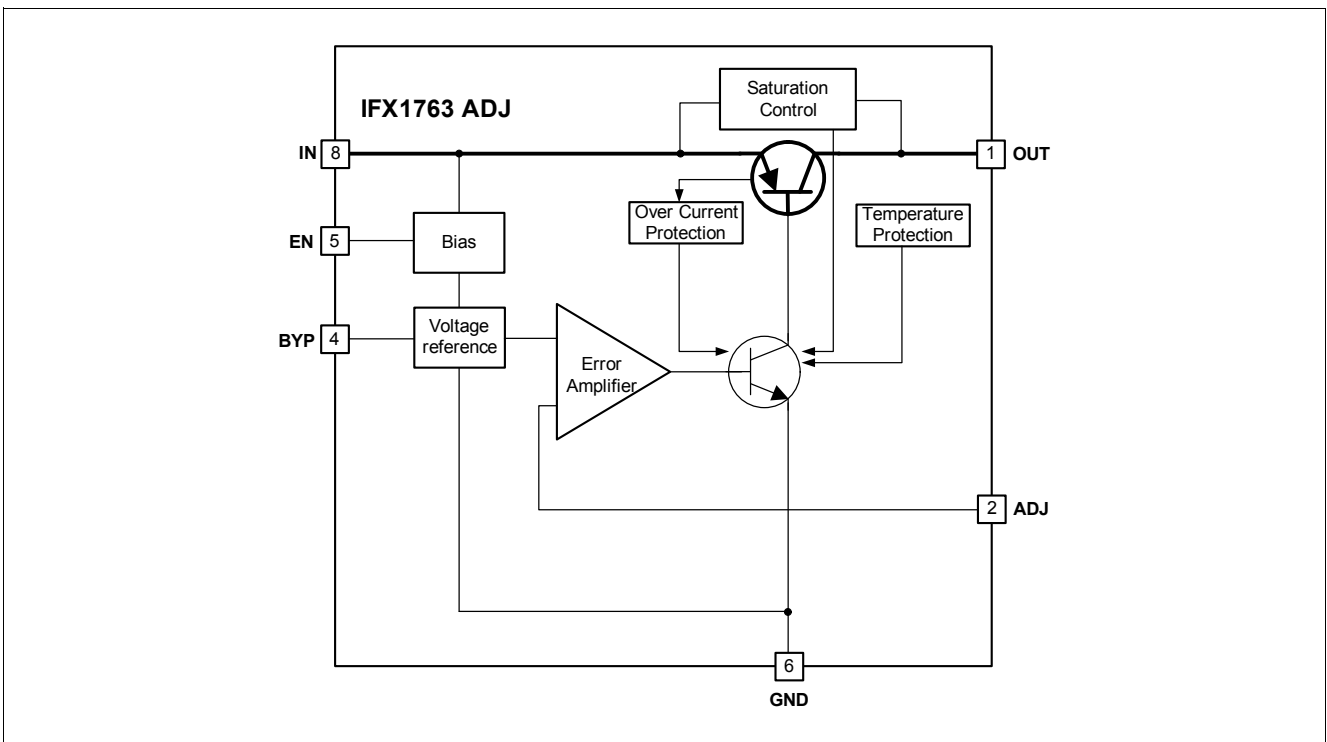 Saturation
Control
IFX1763 ADJ
IN 8
1 OUT
Over Current
Protection
Temperature
Protection
EN 5
Bias
BYP 4
Voltage
reference
Error
Amplifier
2 ADJ
6
GND